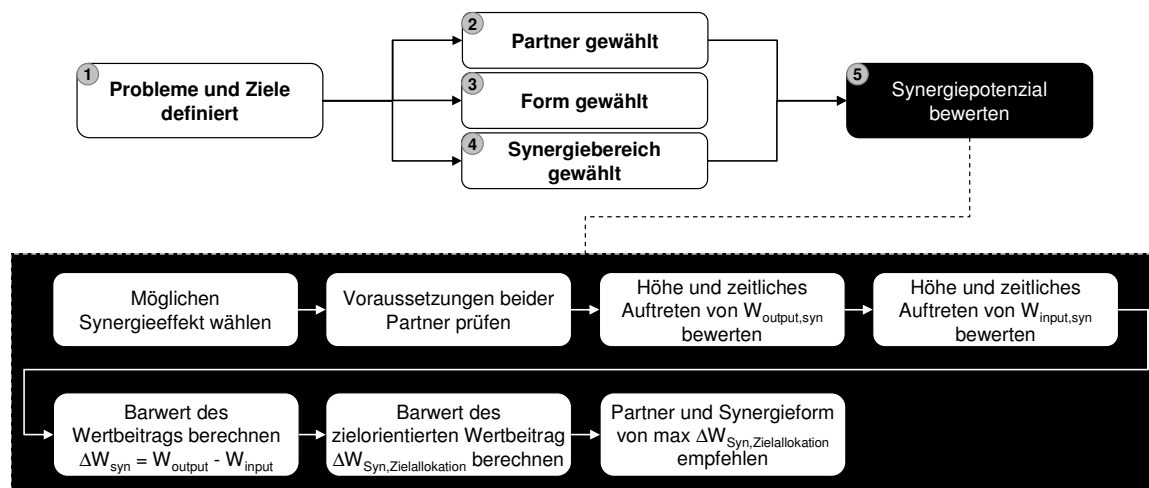 1
Probleme und Ziele
definiert
2
Partner gewählt
3
Form gewählt
4
Synergiebereich
gewählt
5
Synergiepotenzial
bewerten
Möglichen
Synergieeffekt wählen
Voraussetzungen beider
Partner prüfen
Höhe und zeitliches
Auftreten von Woutput,syn
bewerten
Höhe und zeitliches
Auftreten von Winput,syn
bewerten
Barwert des
Wertbeitrags berechnen
ΔWsyn = Woutput - Winput
Barwert des
zielorientierten Wertbeitrag
ΔWSyn,Zielallokation berechnen
Partner und Synergieform
von max ΔWSyn,Zielallokation
empfehlen